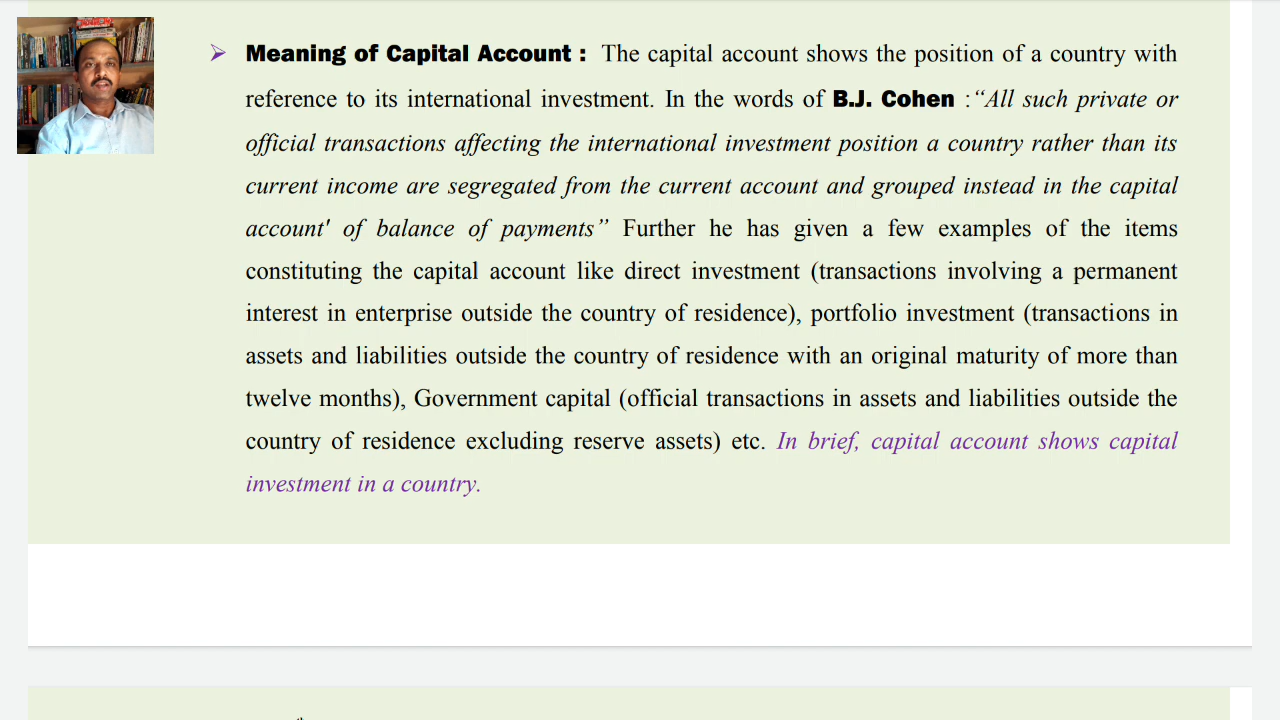 ➢ Meaning of Capital Account : The capital account shows the position of a country with
reference to its international investment. In the words of B.J. Cohen :“All such private or
official transactions affecting the international investment position a country rather than its
current income are segregated from the current account and grouped instead in the capital
account' of balance of payments” Further he has given a few examples of the items
constituting the capital account like direct investment (transactions involving a permanent
interest in enterprise outside the country of residence), portfolio investment (transactions in
assets and liabilities outside the country of residence with an original maturity of more than
twelve months), Government capital (official transactions in assets and liabilities outside the
country of residence excluding reserve assets) etc. In brief, capital account shows capital
investment in a country.